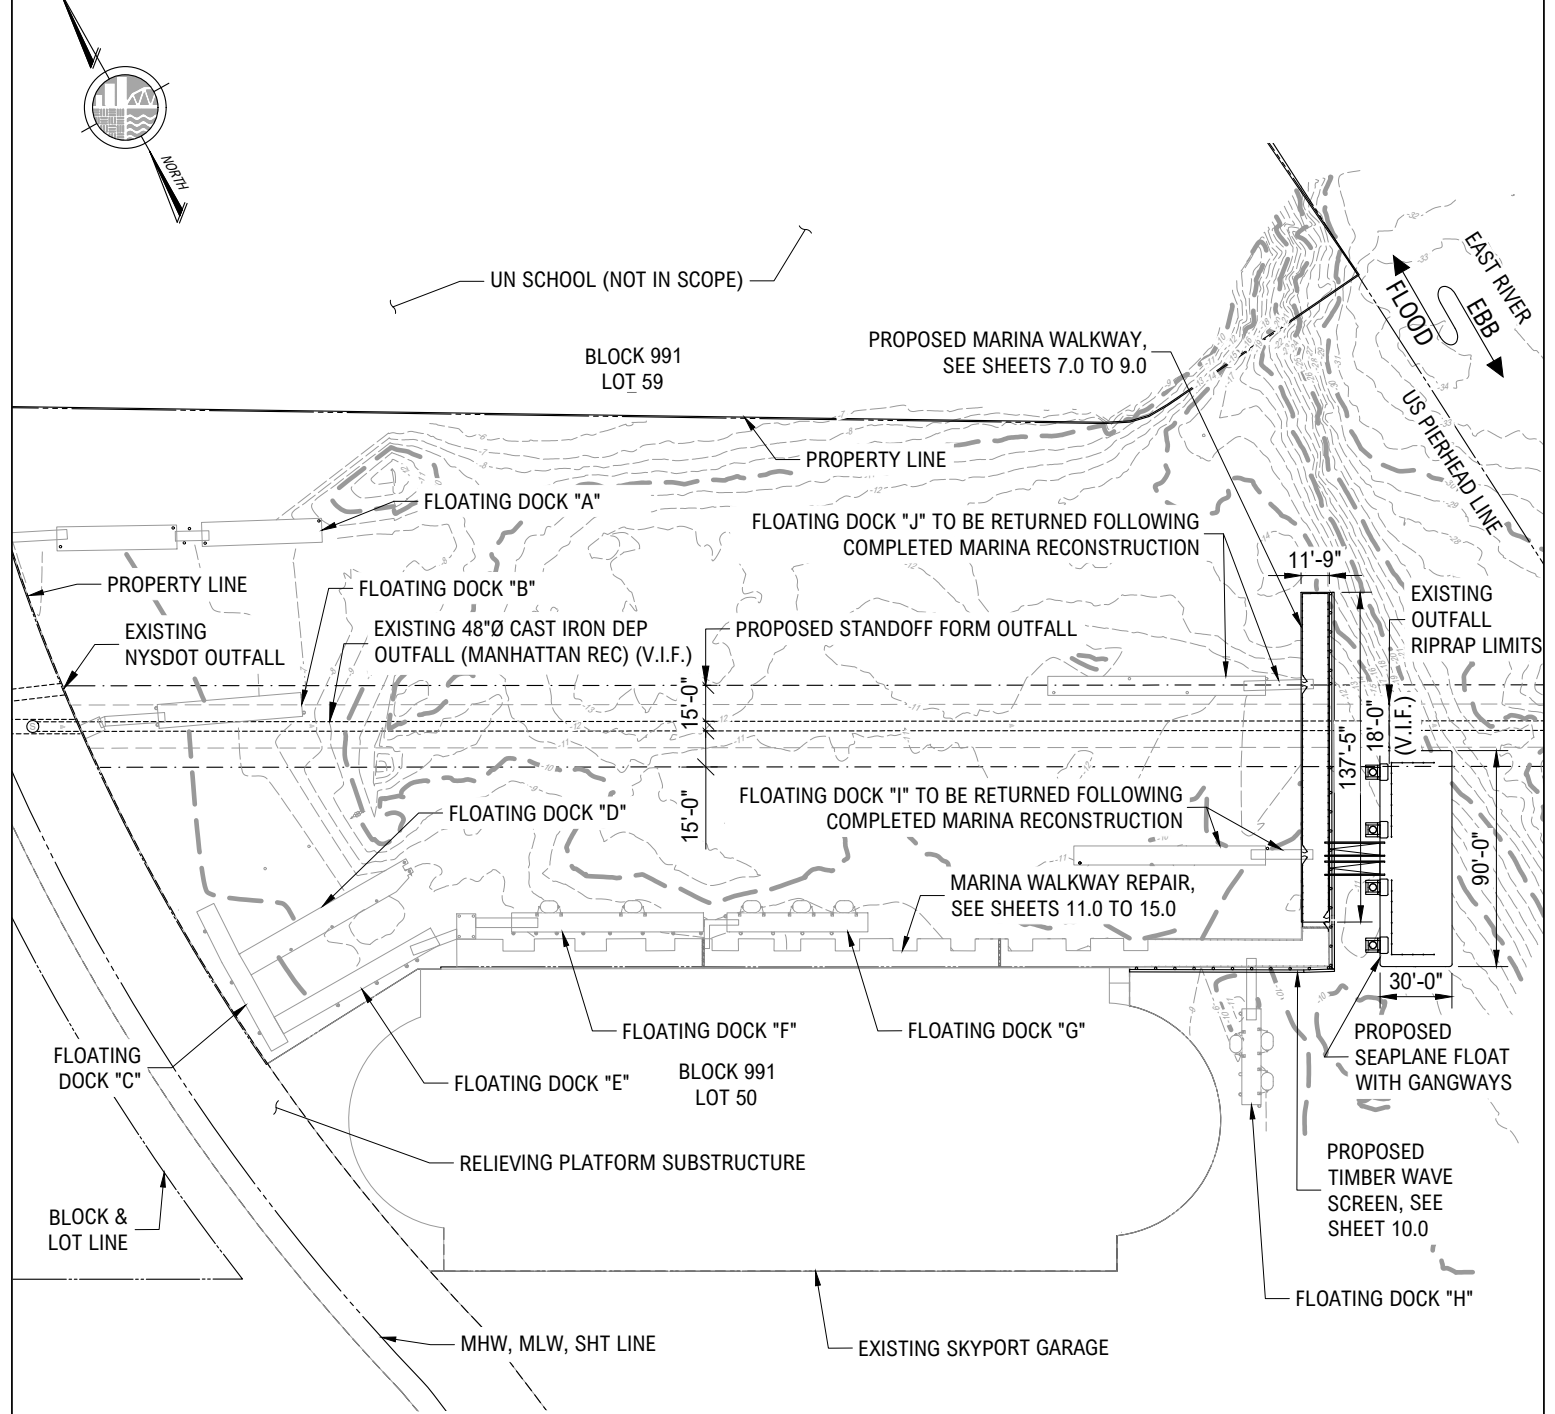 NORTH
UN SCHOOL (NOT IN SCOPE)
BLOCK 991
LOT 59
PROPOSED MARINA WALKWAY,
SEE SHEETS 7.0 TO 9.0
EAST RIVER
FLOOD
EBB
US PIERHEAD LINE
PROPERTY LINE
FLOATING DOCK "A"
FLOATING DOCK "J" TO BE RETURNED FOLLOWING
COMPLETED MARINA RECONSTRUCTION
11'-9"
PROPERTY LINE
FLOATING DOCK "B"
EXISTING
OUTFALL
RIPRAP LIMITS
EXISTING
NYSDOT OUTFALL
EXISTING 48"Ø CAST IRON DEP
OUTFALL (MANHATTAN REC) (V.I.F.)
PROPOSED STANDOFF FORM OUTFALL
15'-0"
15'-0"
S
137'-5"
18'-0"
(V.I.F.)
FLOATING DOCK "D"
FLOATING DOCK "I" TO BE RETURNED FOLLOWING
COMPLETED MARINA RECONSTRUCTION
90'-0"
MARINA WALKWAY REPAIR,
SEE SHEETS 11.0 TO 15.0
30'-0"
FLOATING DOCK "F"
FLOATING DOCK "G"
PROPOSED
SEAPLANE FLOAT
WITH GANGWAYS
FLOATING
DOCK "C"
FLOATING DOCK "E"
BLOCK 991
LOT 50
RELIEVING PLATFORM SUBSTRUCTURE
PROPOSED
TIMBER WAVE
SCREEN, SEE
SHEET 10.0
BLOCK &
LOT LINE
FLOATING DOCK "H"
MHW, MLW, SHT LINE
EXISTING SKYPORT GARAGE